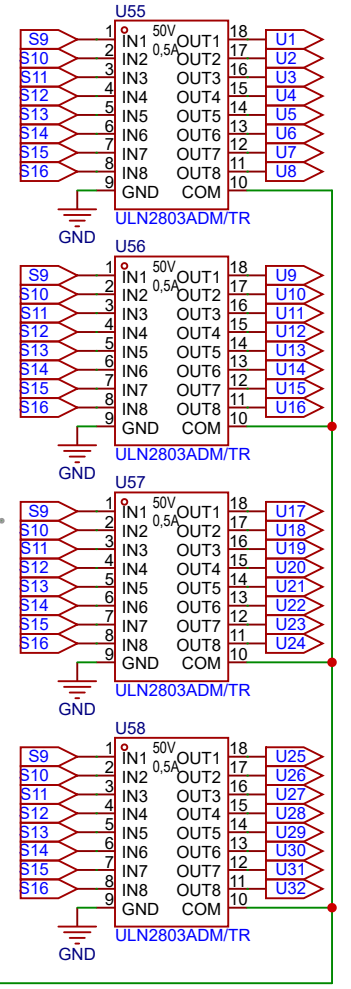 U55
S9 1 IN1 50V OUT1 18 U1
S10 2 IN2 0,5A OUT2 17 U2
S11 3 IN3 OUT3 16 U3
S12 4 IN4 OUT4 15 U4
S13 5 IN5 OUT5 14 U5
S14 6 IN6 OUT6 13 U6
S15 7 IN7 OUT7 12 U7
S16 8 IN8 OUT8 11 U8
9 GND COM 10
ULN2803ADM/TR
GND
U56
S9 1 IN1 50V OUT1 18 U9
S10 2 IN2 0,5A OUT2 17 U10
S11 3 IN3 OUT3 16 U11
S12 4 IN4 OUT4 15 U12
S13 5 IN5 OUT5 14 U13
S14 6 IN6 OUT6 13 U14
S15 7 IN7 OUT7 12 U15
S16 8 IN8 OUT8 11 U16
9 GND COM 10
ULN2803ADM/TR
GND
U57
S9 1 IN1 50V OUT1 18 U17
S10 2 IN2 0,5A OUT2 17 U18
S11 3 IN3 OUT3 16 U19
S12 4 IN4 OUT4 15 U20
S13 5 IN5 OUT5 14 U21
S14 6 IN6 OUT6 13 U22
S15 7 IN7 OUT7 12 U23
S16 8 IN8 OUT8 11 U24
9 GND COM 10
ULN2803ADM/TR
GND
U58
S9 1 IN1 50V OUT1 18 U25
S10 2 IN2 0,5A OUT2 17 U26
S11 3 IN3 OUT3 16 U27
S12 4 IN4 OUT4 15 U28
S13 5 IN5 OUT5 14 U29
S14 6 IN6 OUT6 13 U30
S15 7 IN7 OUT7 12 U31
S16 8 IN8 OUT8 11 U32
9 GND COM 10
ULN2803ADM/TR
GND